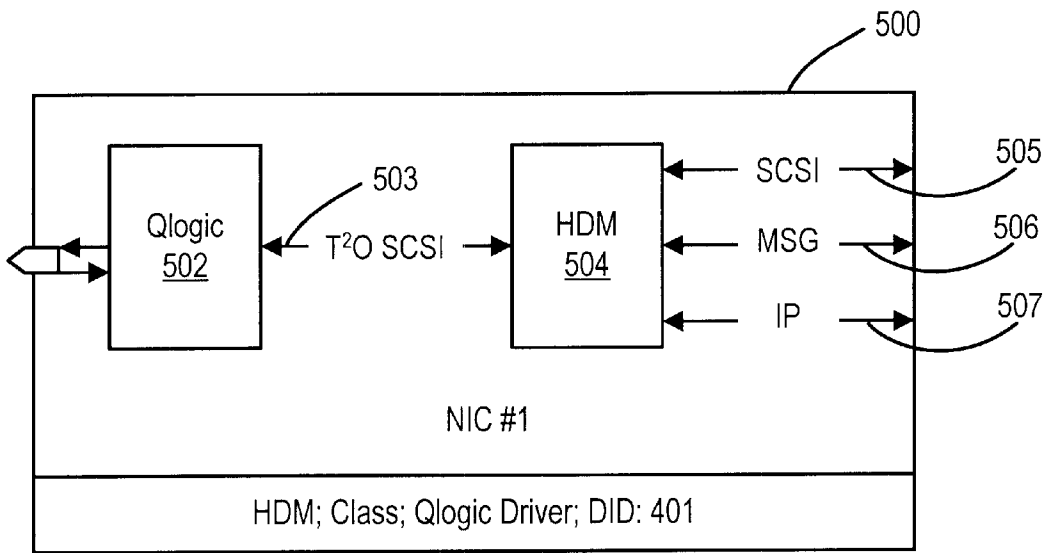 500
Qlogic
502
503
T²O SCSI
HDM
504
SCSI
505
MSG
506
IP
507
NIC #1
HDM; Class; Qlogic Driver; DID: 401